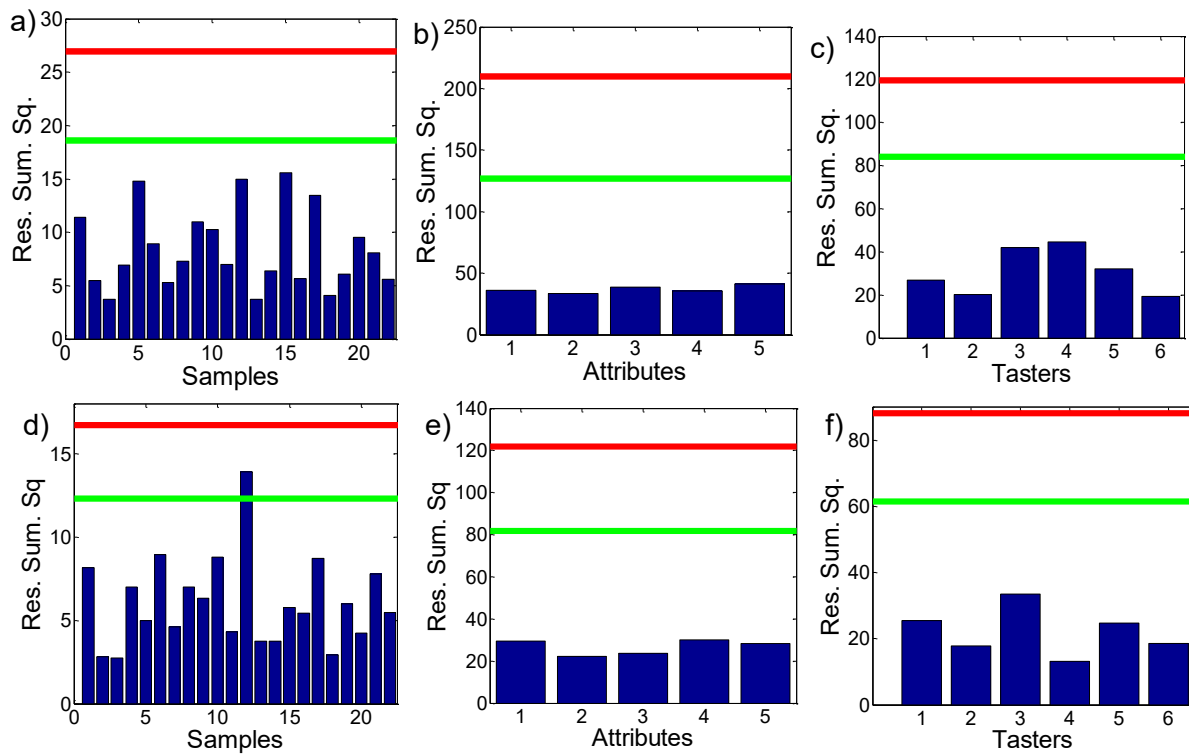 a)
Res. Sum. Sq.
30
25
20
15
10
5
0
0 5 10 15 20
Samples
b)
Res. Sum. Sq.
250
200
150
100
50
0
1 2 3 4 5
Attributes
c)
Res. Sum. Sq.
140
120
100
80
60
40
20
0
1 2 3 4 5 6
Tasters
d)
Res. Sum. Sq
15
10
5
0
0 5 10 15 20
Samples
e)
Res. Sum. Sq
140
120
100
80
60
40
20
0
1 2 3 4 5
Attributes
f)
Res. Sum. Sq.
80
60
40
20
0
1 2 3 4 5 6
Tasters